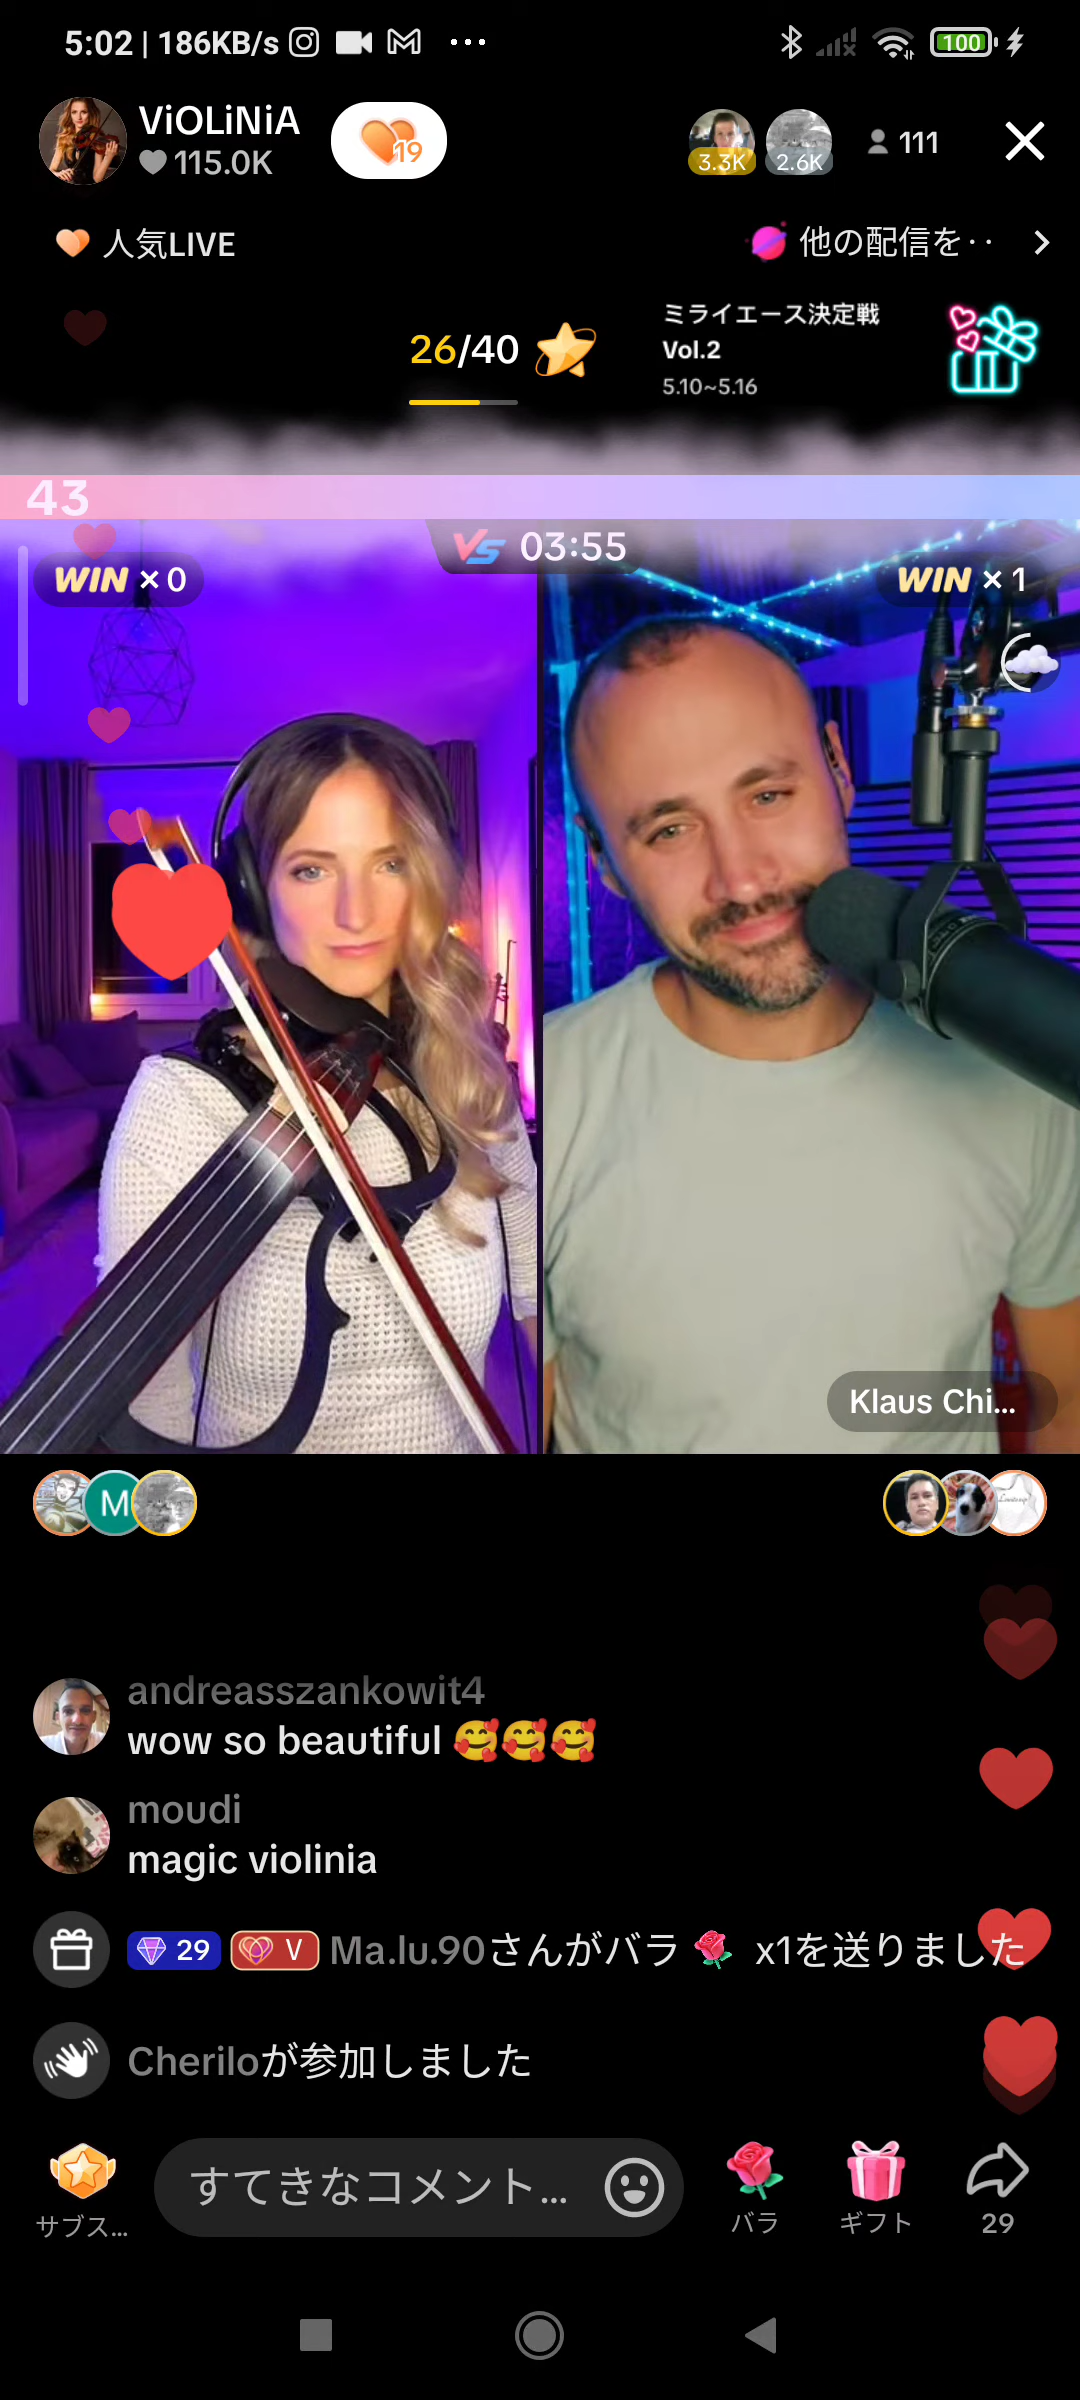 5:02 | 186KB/s ...
100
ViOLiNiA
115.0K
19
3.3K
2.6K
111
人気LIVE
他の配信を‥
26/40
ミライエース決定戦
Vol.2
5.10~5.16
43
VS 03:55
WIN × 0
WIN × 1
Klaus Chi...
M
andreasszankowit4
wow so beautiful 🥰🥰🥰
moudi
magic violinia
29 V Ma.lu.90さんがバラ 🌹 x1を送りました
Cheriloが参加しました
すてきなコメント...
サブス...
バラ
ギフト
29